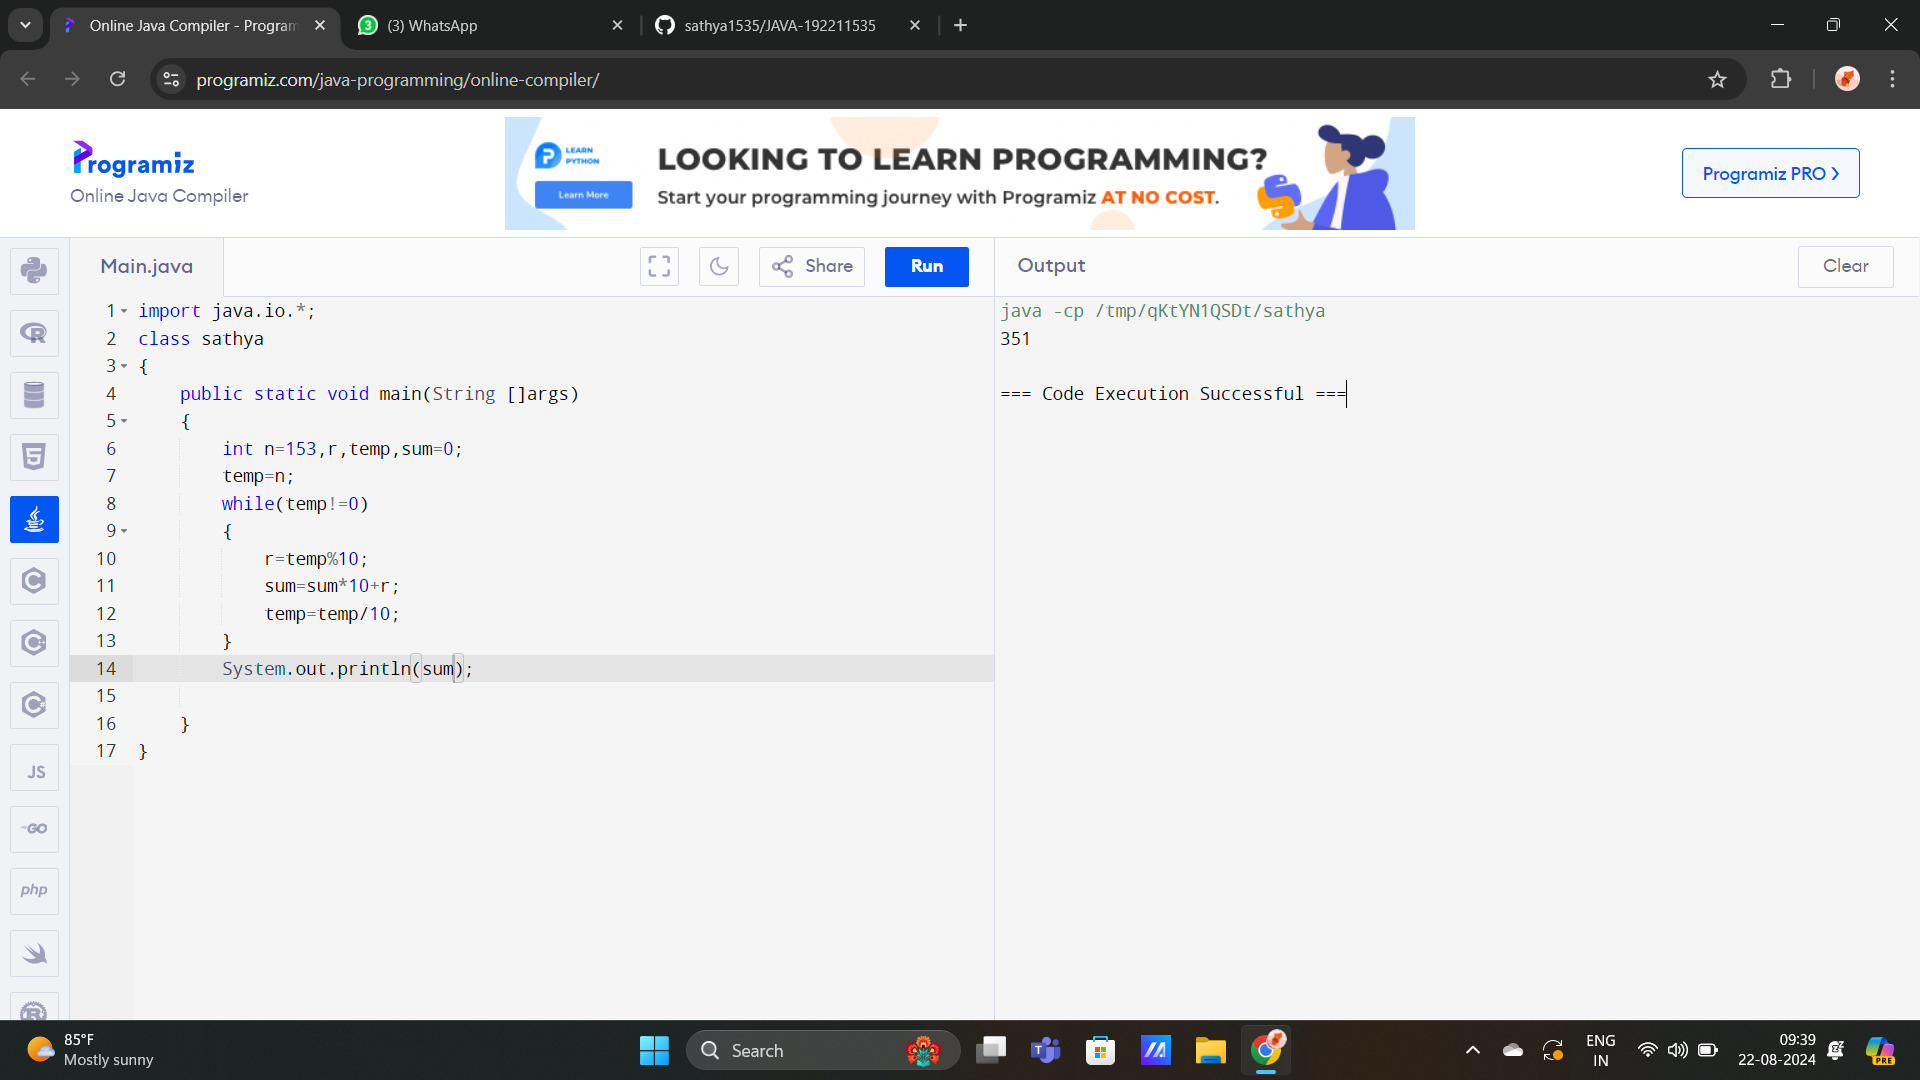 Online Java Compiler - Program
(3) WhatsApp
sathya1535/JAVA-192211535
programiz.com/java-programming/online-compiler/
Programiz
Online Java Compiler
LEARN
PYTHON
Learn More
LOOKING TO LEARN PROGRAMMING?
Start your programming journey with Programiz AT NO COST.
Programiz PRO
Main.java
Share
Run
Output
Clear
1 import java.io.*;
2 class sathya
3 {
4 public static void main(String []args)
5 {
6 int n=153,r,temp,sum=0;
7 temp=n;
8 while(temp!=0)
9 {
10 r=temp%10;
11 sum=sum*10+r;
12 temp=temp/10;
13 }
14 System.out.println(sum);
15
16 }
17 }
java -cp /tmp/qKtYN1QSDt/sathya
351
=== Code Execution Successful ===
JS
GO
php
85°F
Mostly sunny
Search
ENG
IN
09:39
22-08-2024
PRE